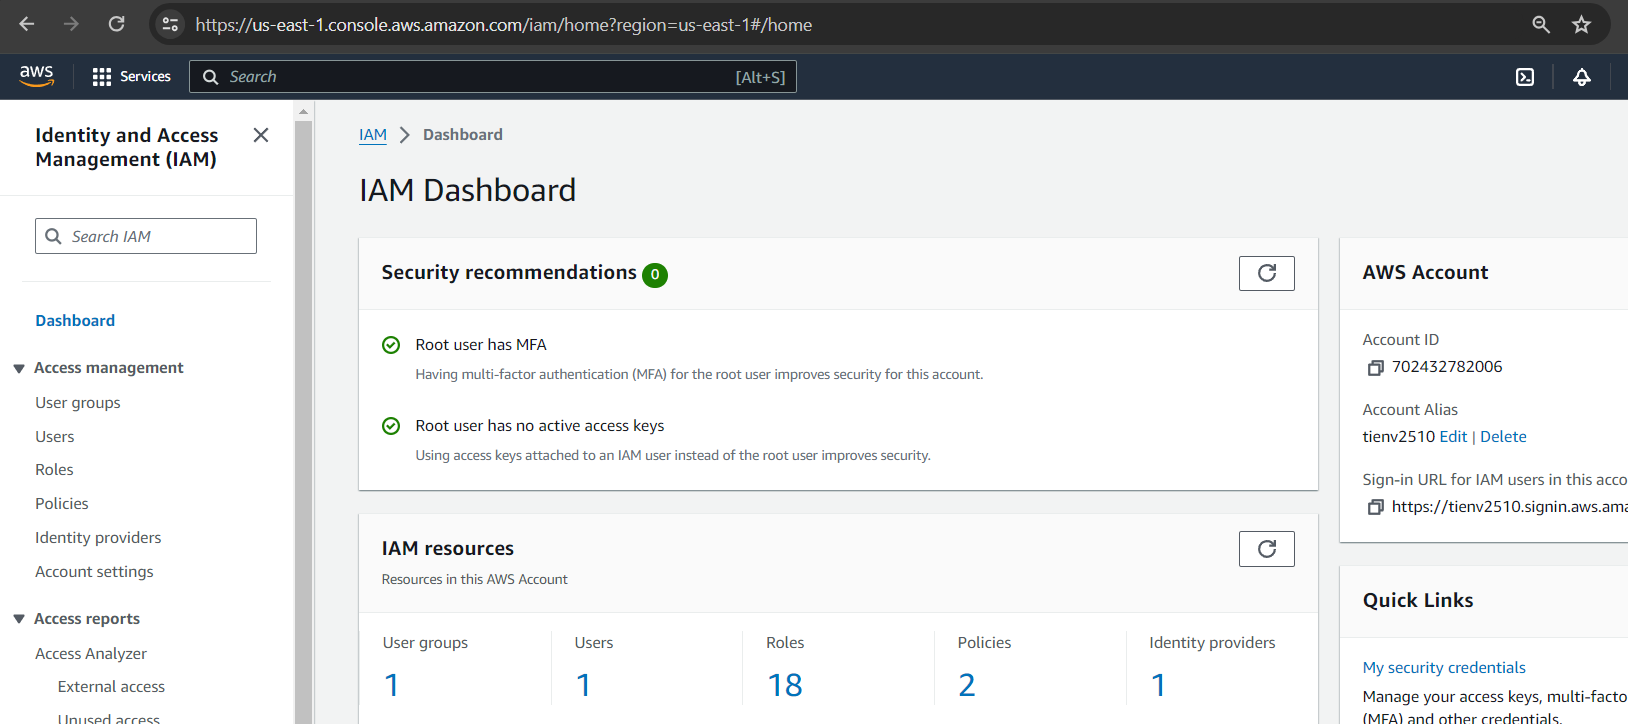 https://us-east-1.console.aws.amazon.com/iam/home?region=us-east-1#/home
aws
Services
Search
[Alt+S]
Identity and Access
Management (IAM)
Search IAM
Dashboard
Access management
User groups
Users
Roles
Policies
Identity providers
Account settings
Access reports
Access Analyzer
External access
Unused access
IAM
Dashboard
IAM Dashboard
Security recommendations 0
Root user has MFA
Having multi-factor authentication (MFA) for the root user improves security for this account.
Root user has no active access keys
Using access keys attached to an IAM user instead of the root user improves security.
IAM resources
Resources in this AWS Account
User groups
1
Users
1
Roles
18
Policies
2
Identity providers
1
AWS Account
Account ID
702432782006
Account Alias
tienv2510 Edit | Delete
Sign-in URL for IAM users in this acco
https://tienv2510.signin.aws.ama
Quick Links
My security credentials
Manage your access keys, multi-facto
(MFA) and other credentials.